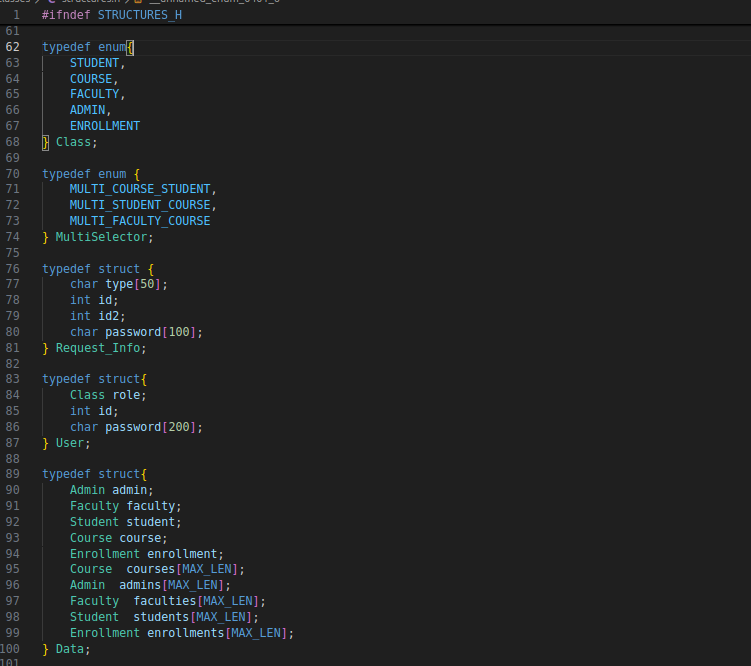 1 #ifndef STRUCTURES_H
61
62 typedef enum{
63     STUDENT,
64     COURSE,
65     FACULTY,
66     ADMIN,
67     ENROLLMENT
68 } Class;
69
70 typedef enum {
71     MULTI_COURSE_STUDENT,
72     MULTI_STUDENT_COURSE,
73     MULTI_FACULTY_COURSE
74 } MultiSelector;
75
76 typedef struct {
77     char type[50];
78     int id;
79     int id2;
80     char password[100];
81 } Request_Info;
82
83 typedef struct{
84     Class role;
85     int id;
86     char password[200];
87 } User;
88
89 typedef struct{
90     Admin admin;
91     Faculty faculty;
92     Student student;
93     Course course;
94     Enrollment enrollment;
95     Course  courses[MAX_LEN];
96     Admin  admins[MAX_LEN];
97     Faculty  faculties[MAX_LEN];
98     Student  students[MAX_LEN];
99     Enrollment enrollments[MAX_LEN];
100 } Data;
101